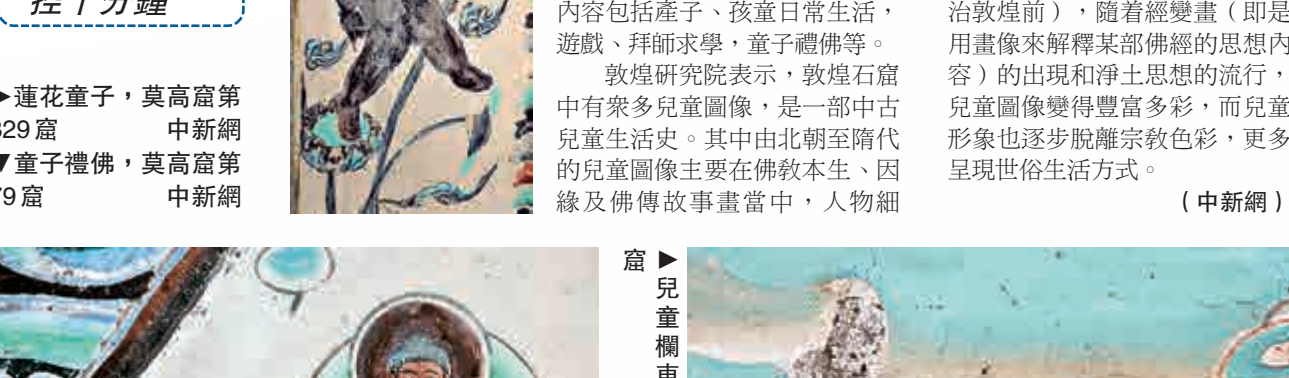 ▶蓮花童子，莫高窟第
329窟 中新網
▼童子禮佛，莫高窟第
79窟 中新網
內容包括產子、孩童日常生活，
遊戲、拜師求學，童子禮佛等。
敦煌研究院表示，敦煌石窟
中有衆多兒童圖像，是一部中古
兒童生活史。其中由北朝至隋代
的兒童圖像主要在佛教本生、因
緣及佛傳故事畫當中，人物細
治敦煌前），隨着經變畫（即是
用畫像來解釋某部佛經的思想內
容）的出現和淨土思想的流行，
兒童圖像變得豐富多彩，而兒童
形象也逐步脫離宗教色彩，更多
呈現世俗生活方式。
（中新網）
▶兒童欄車
窟